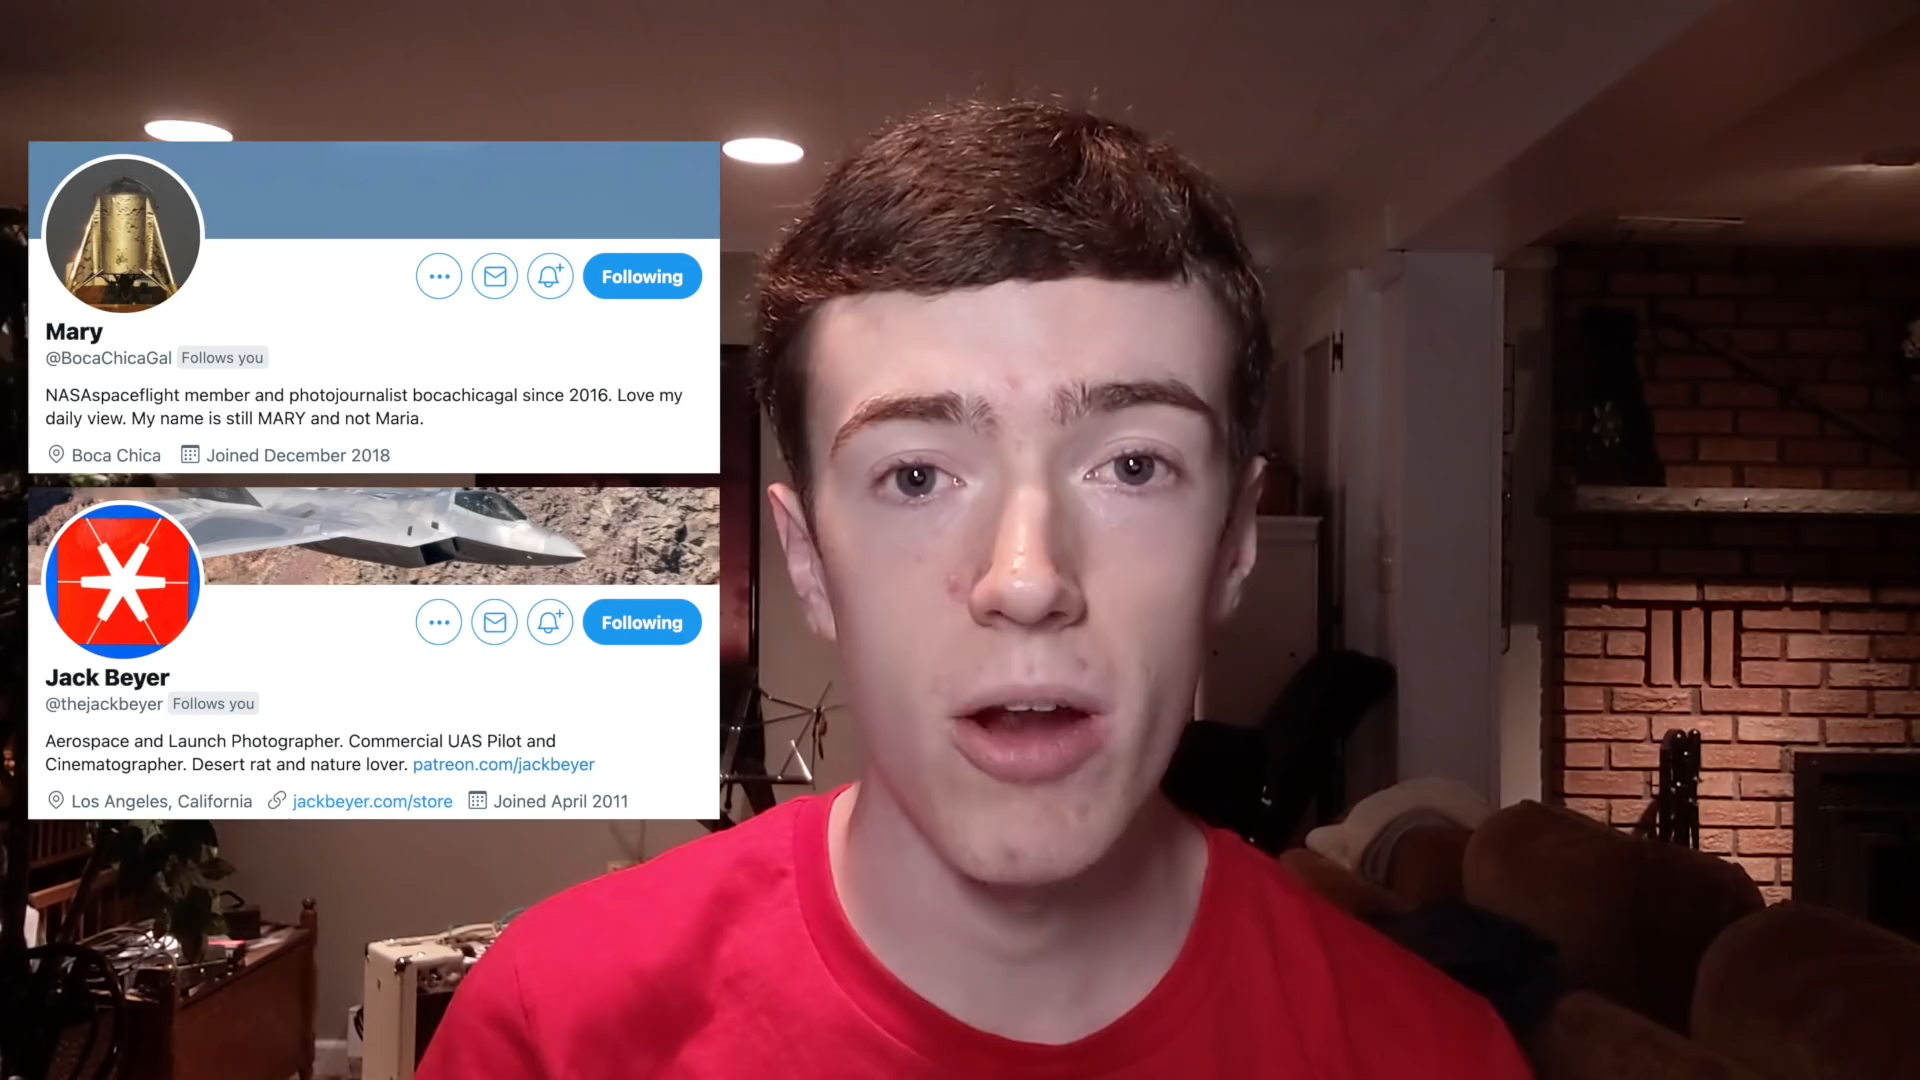 Following
Mary
@BocaChicaGal Follows you
NASAspaceflight member and photojournalist bocachicagal since 2016. Love my
daily view. My name is still MARY and not Maria.
Boca Chica Joined December 2018
Following
Jack Beyer
@thejackbeyer Follows you
Aerospace and Launch Photographer. Commercial UAS Pilot and
Cinematographer. Desert rat and nature lover. patreon.com/jackbeyer
Los Angeles, California jackbeyer.com/store Joined April 2011